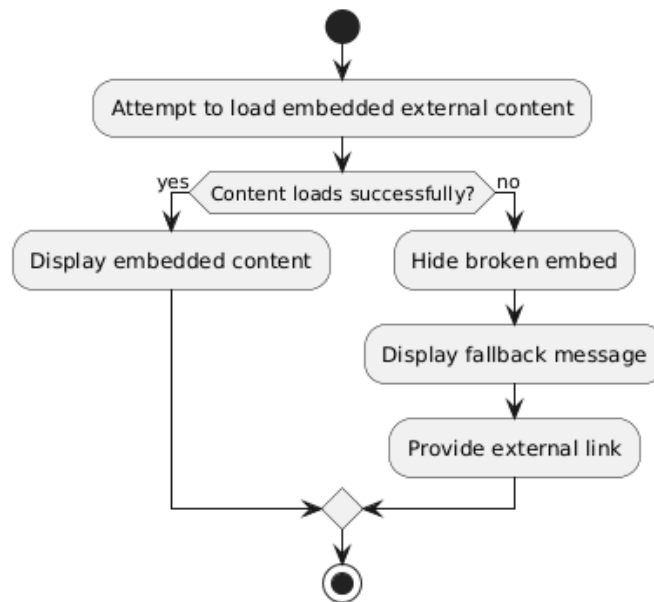 Attempt to load embedded external content
yes
Content loads successfully?
no
Display embedded content
Hide broken embed
Display fallback message
Provide external link